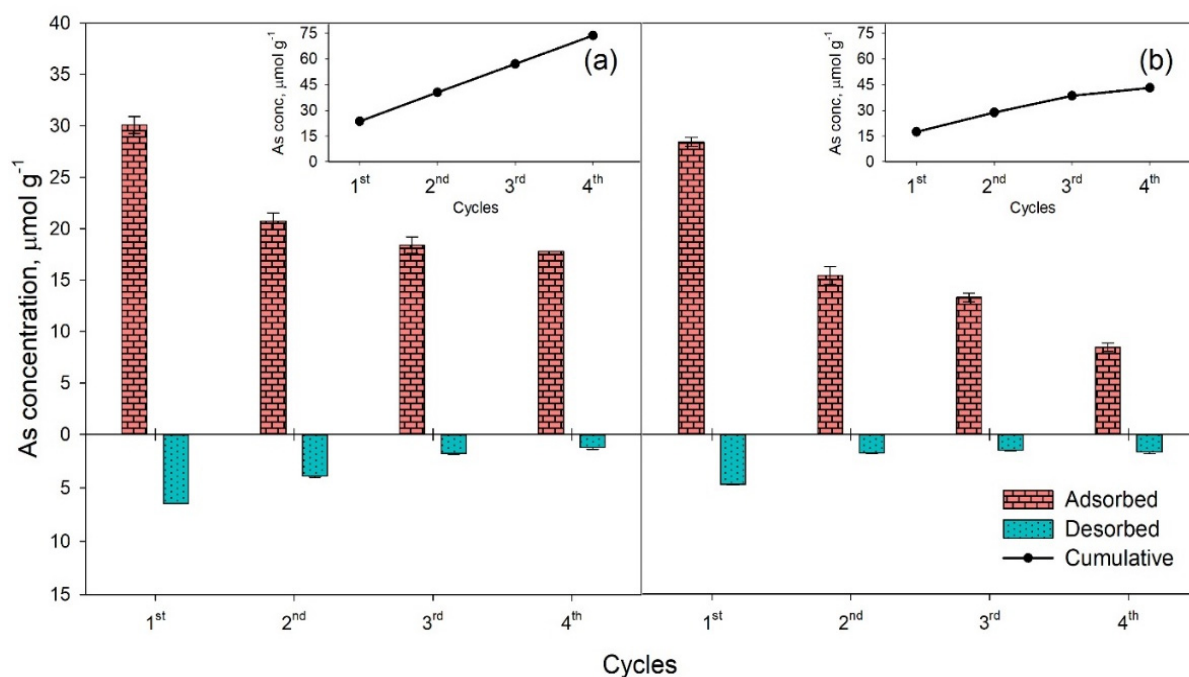 As concentration, μmol g⁻¹
40
35
30
25
20
15
10
5
0
5
10
15
As conc, μmol g⁻¹
75
60
45
30
15
0
(a)
1ˢᵗ 2ⁿᵈ 3ʳᵈ 4ᵗʰ
Cycles
As conc, μmol g⁻¹
75
60
45
30
15
0
(b)
1ˢᵗ 2ⁿᵈ 3ʳᵈ 4ᵗʰ
Cycles
Adsorbed
Desorbed
Cumulative
1ˢᵗ 2ⁿᵈ 3ʳᵈ 4ᵗʰ 1ˢᵗ 2ⁿᵈ 3ʳᵈ 4ᵗʰ
Cycles